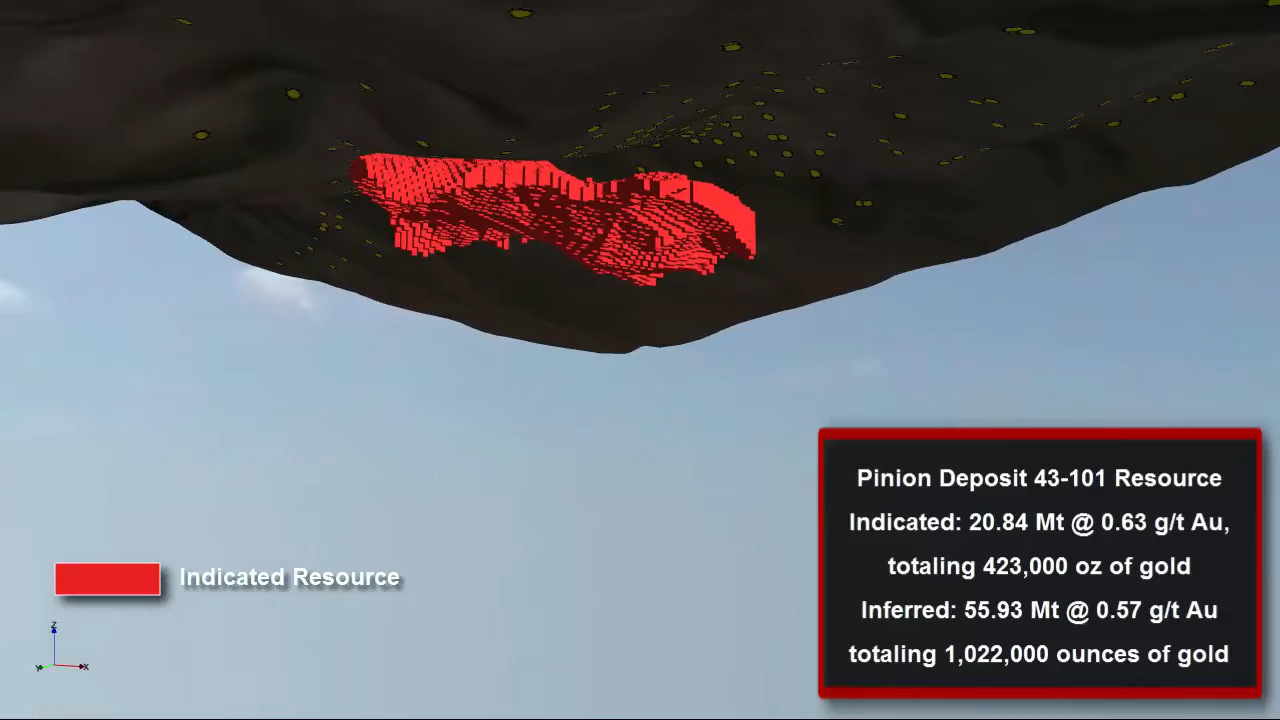 Pinion Deposit 43-101 Resource
Indicated: 20.84 Mt @ 0.63 g/t Au,
totaling 423,000 oz of gold
Inferred: 55.93 Mt @ 0.57 g/t Au
totaling 1,022,000 ounces of gold
Indicated Resource
Z
Y
X